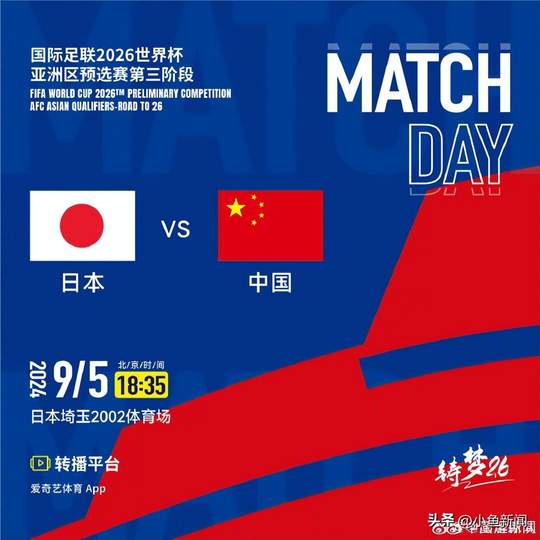 国际足联2026世界杯
亚洲区预选赛第三阶段
FIFA WORLD CUP 2026™ PRELIMINARY COMPETITION
AFC ASIAN QUALIFIERS-ROAD TO 26
MATCH
DAY
日本
VS
中国
2024
9/5
北/京/时/间
18:35
日本埼玉2002体育场
转播平台
爱奇艺体育 App
铸梦26
头条 @小鱼新闻